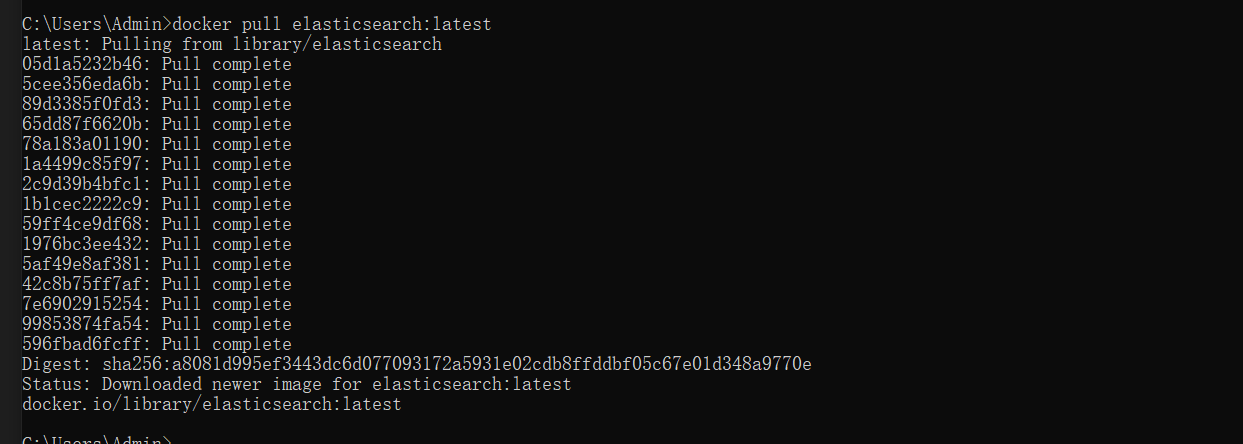 C:\Users\Admin>docker pull elasticsearch:latest
latest: Pulling from library/elasticsearch
05d1a5232b46: Pull complete
5cee356eda6b: Pull complete
89d3385f0fd3: Pull complete
65dd87f6620b: Pull complete
78a183a01190: Pull complete
1a4499c85f97: Pull complete
2c9d39b4bfc1: Pull complete
1b1cec2222c9: Pull complete
59ff4ce9df68: Pull complete
1976bc3ee432: Pull complete
5af49e8af381: Pull complete
42c8b75ff7af: Pull complete
7e6902915254: Pull complete
99853874fa54: Pull complete
596fbad6fcff: Pull complete
Digest: sha256:a8081d995ef3443dc6d077093172a5931e02cdb8ffddbf05c67e01d348a9770e
Status: Downloaded newer image for elasticsearch:latest
docker.io/library/elasticsearch:latest
C:\Users\Admin>